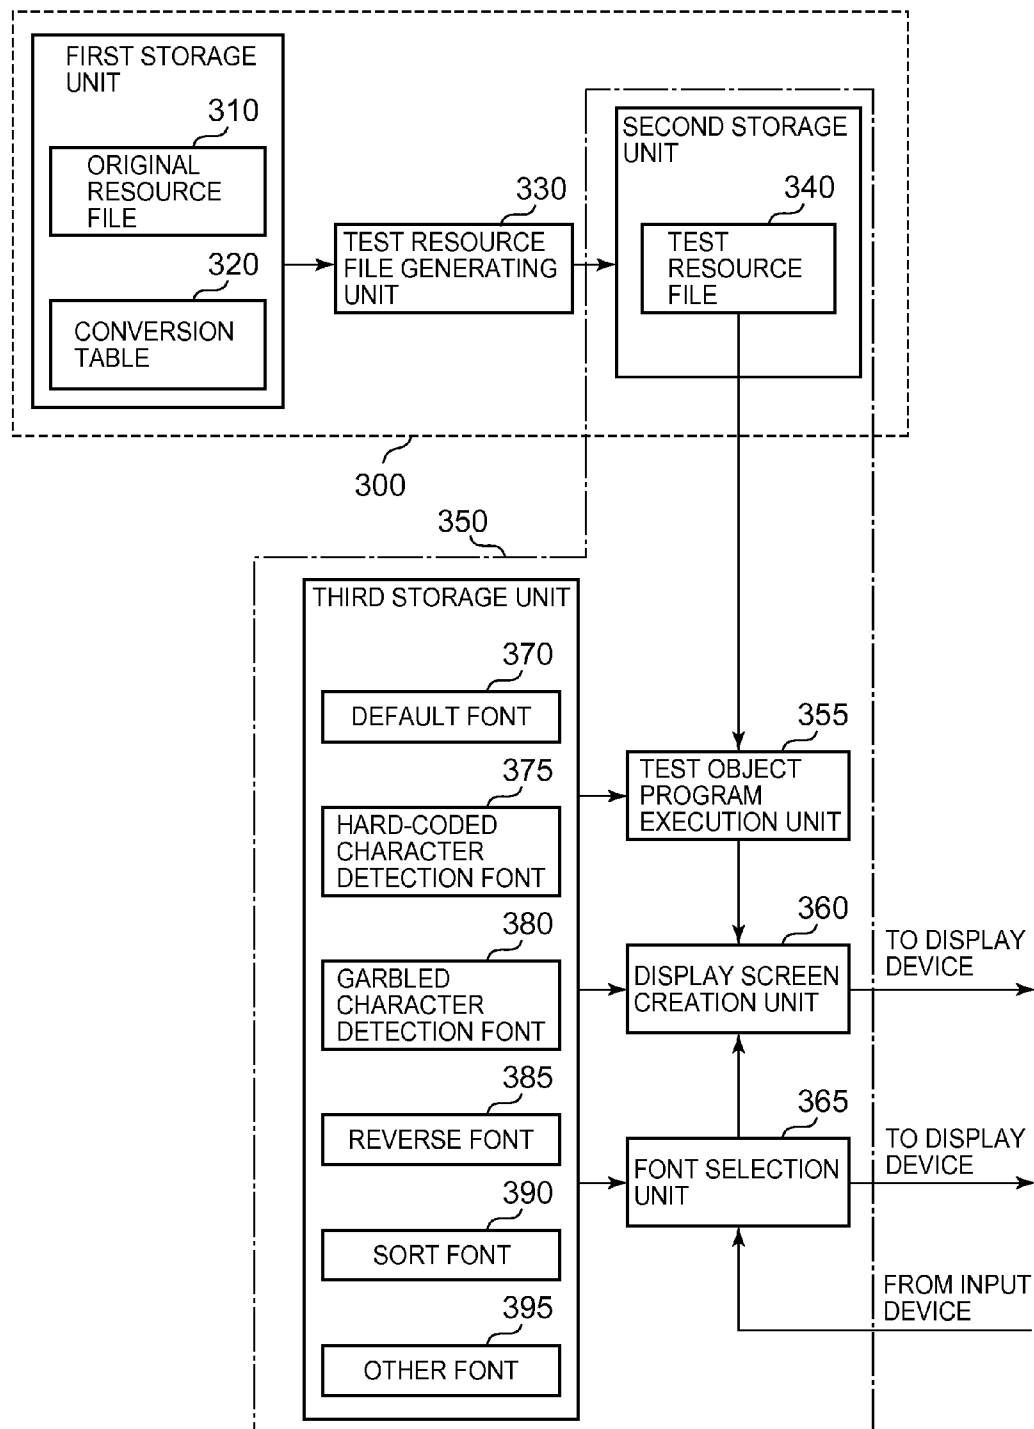 FIRST STORAGE
UNIT
310
ORIGINAL
RESOURCE
FILE
320
CONVERSION
TABLE
330
TEST RESOURCE
FILE GENERATING
UNIT
SECOND STORAGE
UNIT
340
TEST
RESOURCE
FILE
300
350
THIRD STORAGE UNIT
370
DEFAULT FONT
375
HARD-CODED
CHARACTER
DETECTION FONT
380
GARBLED
CHARACTER
DETECTION FONT
385
REVERSE FONT
390
SORT FONT
395
OTHER FONT
355
TEST OBJECT
PROGRAM
EXECUTION UNIT
360
DISPLAY SCREEN
CREATION UNIT
TO DISPLAY
DEVICE
365
FONT SELECTION
UNIT
TO DISPLAY
DEVICE
FROM INPUT
DEVICE